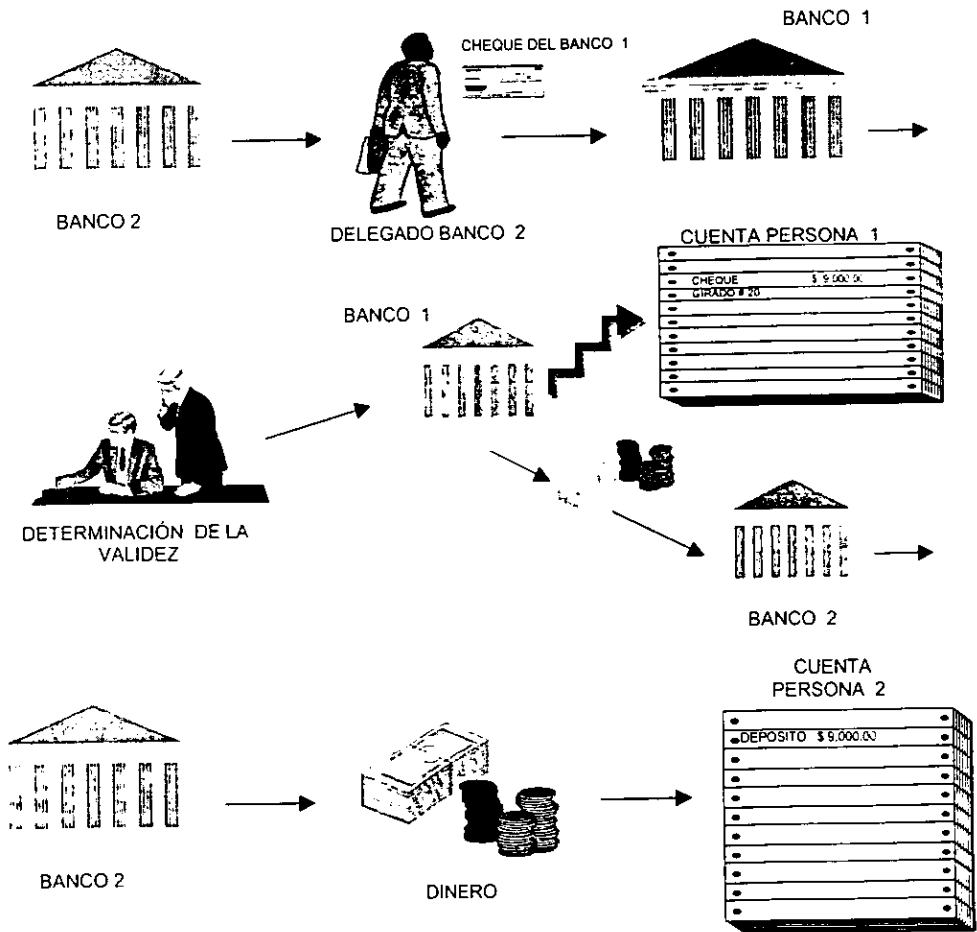 BANCO 1
CHEQUE DEL BANCO 1
BANCO 2
DELEGADO BANCO 2
CUENTA PERSONA 1
CHEQUE $ 9.000.00
GIRADO # 20
BANCO 1
DETERMINACIÓN DE LA
VALIDEZ
BANCO 2
CUENTA
PERSONA 2
DEPOSITO $ 9,000.00
BANCO 2
DINERO